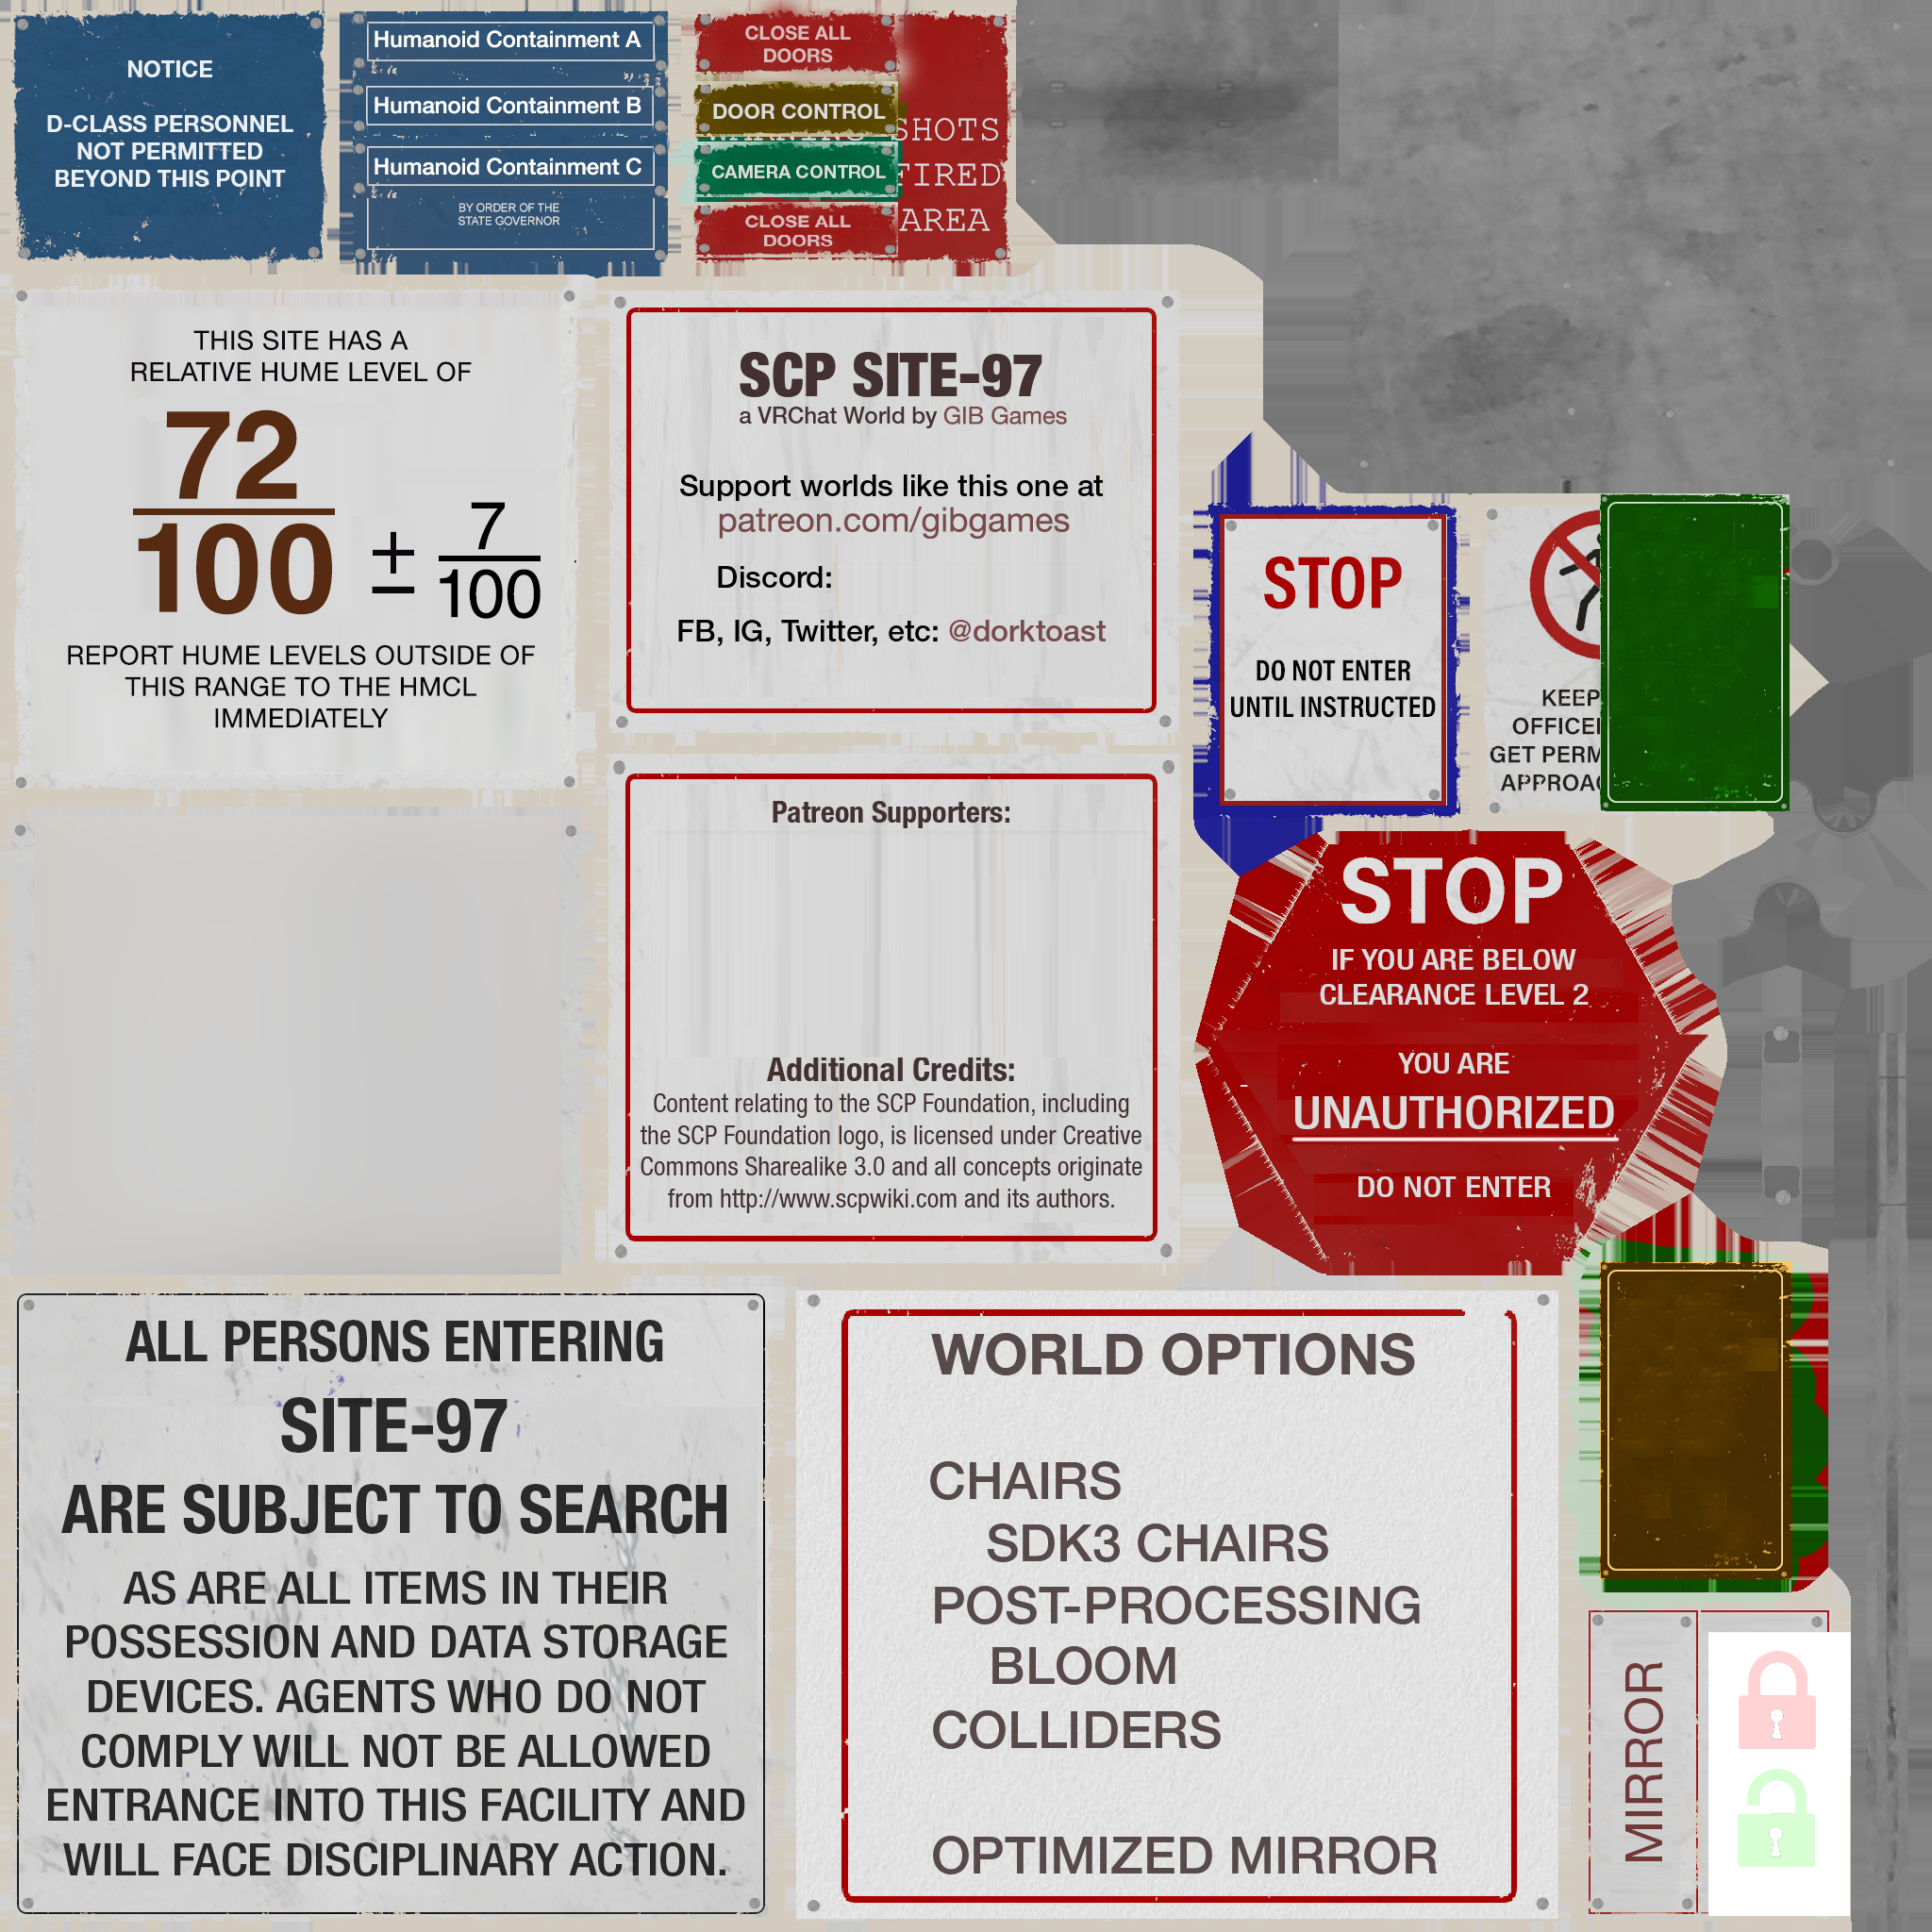 NOTICE
D-CLASS PERSONNEL
NOT PERMITTED
BEYOND THIS POINT
Humanoid Containment A
Humanoid Containment B
Humanoid Containment C
BY ORDER OF THE
STATE GOVERNOR
CLOSE ALL
DOORS
DOOR CONTROL
CAMERA CONTROL
CLOSE ALL
DOORS
SHOTS
FIRED
AREA
THIS SITE HAS A
RELATIVE HUME LEVEL OF
72
100
± 7
100
REPORT HUME LEVELS OUTSIDE OF
THIS RANGE TO THE HMCL
IMMEDIATELY
SCP SITE-97
a VRChat World by GIB Games
Support worlds like this one at
patreon.com/gibgames
Discord:
FB, IG, Twitter, etc: @dorktoast
STOP
DO NOT ENTER
UNTIL INSTRUCTED
KEEP
OFFICE
GET PERM
APPROA
Patreon Supporters:
Additional Credits:
Content relating to the SCP Foundation, including
the SCP Foundation logo, is licensed under Creative
Commons Sharealike 3.0 and all concepts originate
from http://www.scpwiki.com and its authors.
STOP
IF YOU ARE BELOW
CLEARANCE LEVEL 2
YOU ARE
UNAUTHORIZED
DO NOT ENTER
ALL PERSONS ENTERING
SITE-97
ARE SUBJECT TO SEARCH
AS ARE ALL ITEMS IN THEIR
POSSESSION AND DATA STORAGE
DEVICES. AGENTS WHO DO NOT
COMPLY WILL NOT BE ALLOWED
ENTRANCE INTO THIS FACILITY AND
WILL FACE DISCIPLINARY ACTION.
WORLD OPTIONS
CHAIRS
SDK3 CHAIRS
POST-PROCESSING
BLOOM
COLLIDERS
OPTIMIZED MIRROR
MIRROR